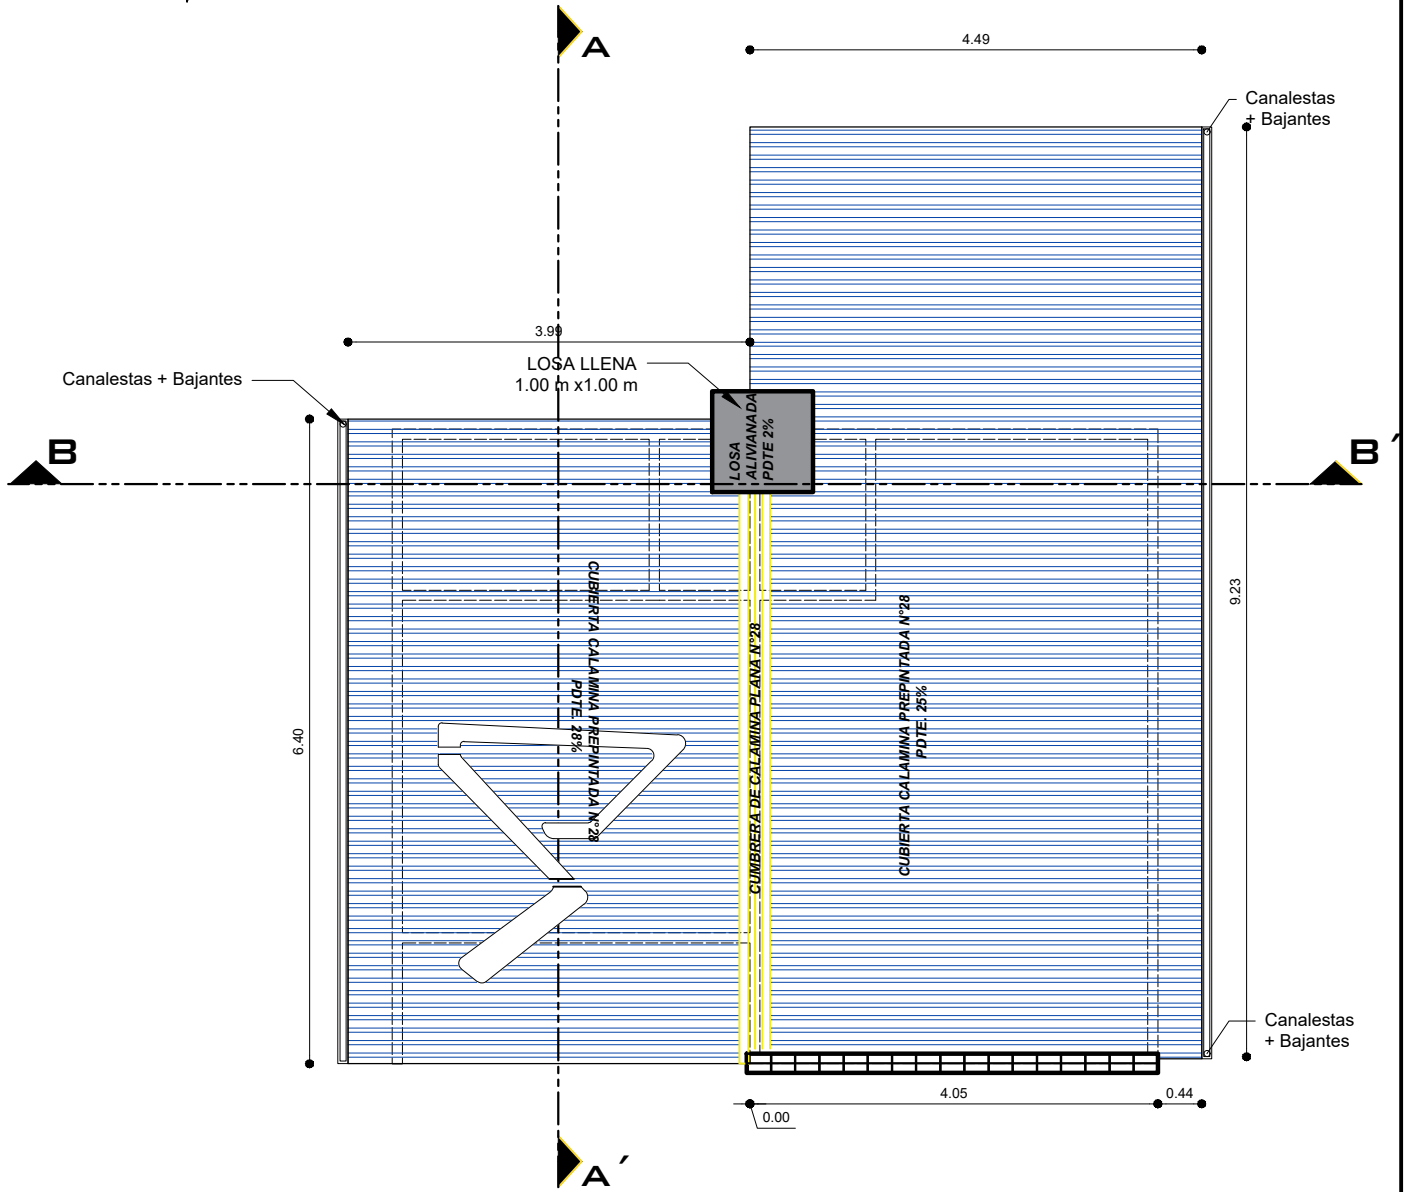 A
4.49
Canalestas
+ Bajantes
3.99
LOSA LLENA
1.00 m x1.00 m
Canalestas + Bajantes
LOSA
ALIVIANADA
PDTE 2%
B
B´
CUBIERTA CALAMINA PREPINTADA N°28
PDTE. 28%
CUMBRERA DE CALAMINA PLANA N°28
CUBIERTA CALAMINA PREPINTADA N°28
PDTE. 25%
9.23
6.40
Canalestas
+ Bajantes
4.05
0.44
0.00
A´